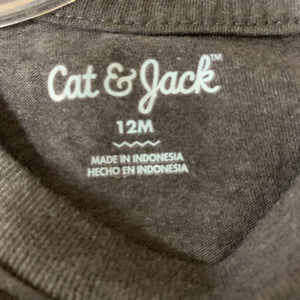 Cat & Jack™
12M
MADE IN INDONESIA
HECHO EN INDONESIA